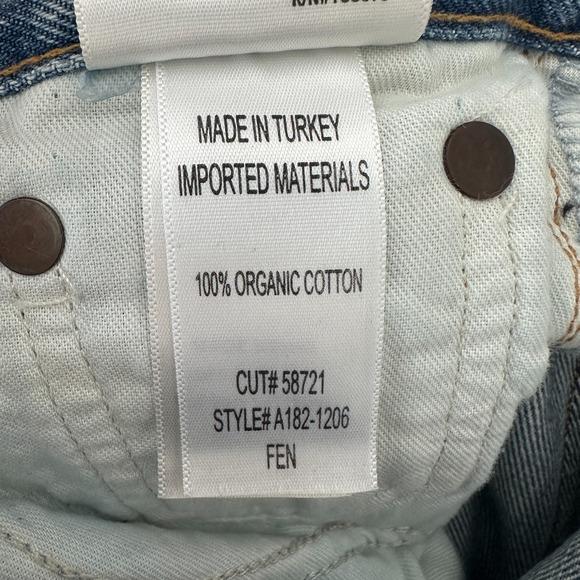 MADE IN TURKEY
IMPORTED MATERIALS
100% ORGANIC COTTON
CUT# 58721
STYLE# A182-1206
FEN